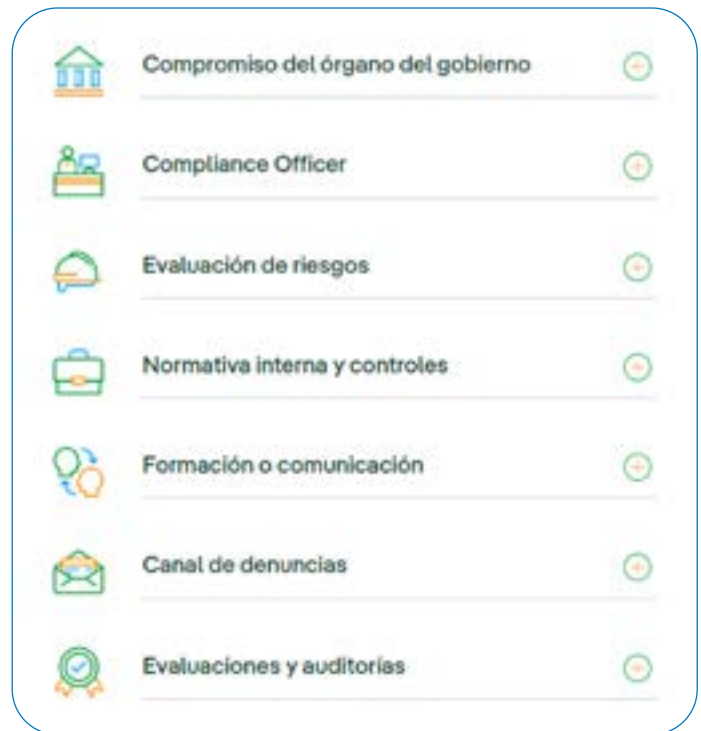 Compromiso del órgano del gobierno
Compliance Officer
Evaluación de riesgos
Normativa interna y controles
Formación o comunicación
Canal de denuncias
Evaluaciones y auditorías